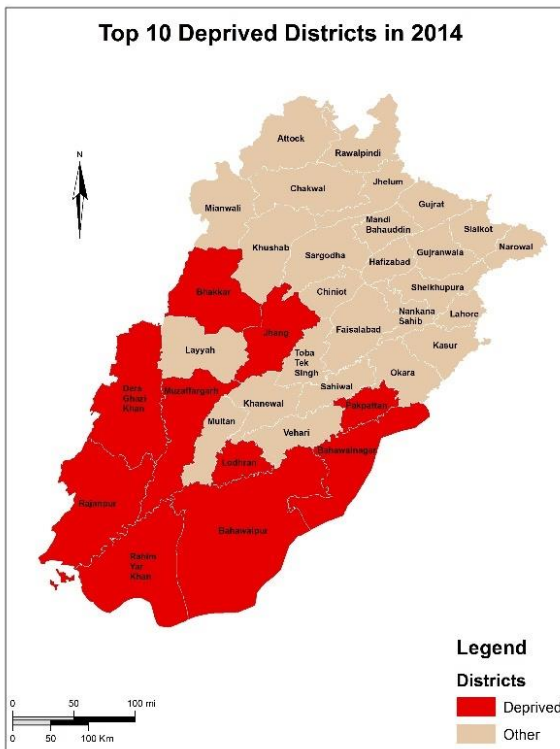 Top 10 Deprived Districts in 2014
N
Attock
Rawalpindi
Chakwal
Jhelum
Gujrat
Mianwali
Mandi
Bahauddin
Sialkot
Narowal
Khushab
Sargodha
Hafizabad
Gujranwala
Bhakkar
Chiniot
Sheikhupura
Jhang
Nankana
Sahib
Lahore
Faisalabad
Layyah
Kasur
Toba
Tek
Singh
Okara
Dera
Ghazi
Khan
Muzaffargarh
Sahiwal
Pakpattan
Khanewal
Multan
Vehari
Bahawalnagar
Lodhran
Rajanpur
Bahawalpur
Rahim
Yar
Khan
Legend
Districts
Deprived
Other
0 50 100 mi
0 50 100 Km